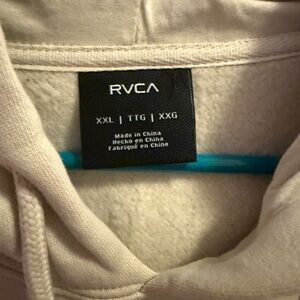 RVCA
XXL | TTG | XXG
Made in China
Hecho en China
Fabriqué en Chine